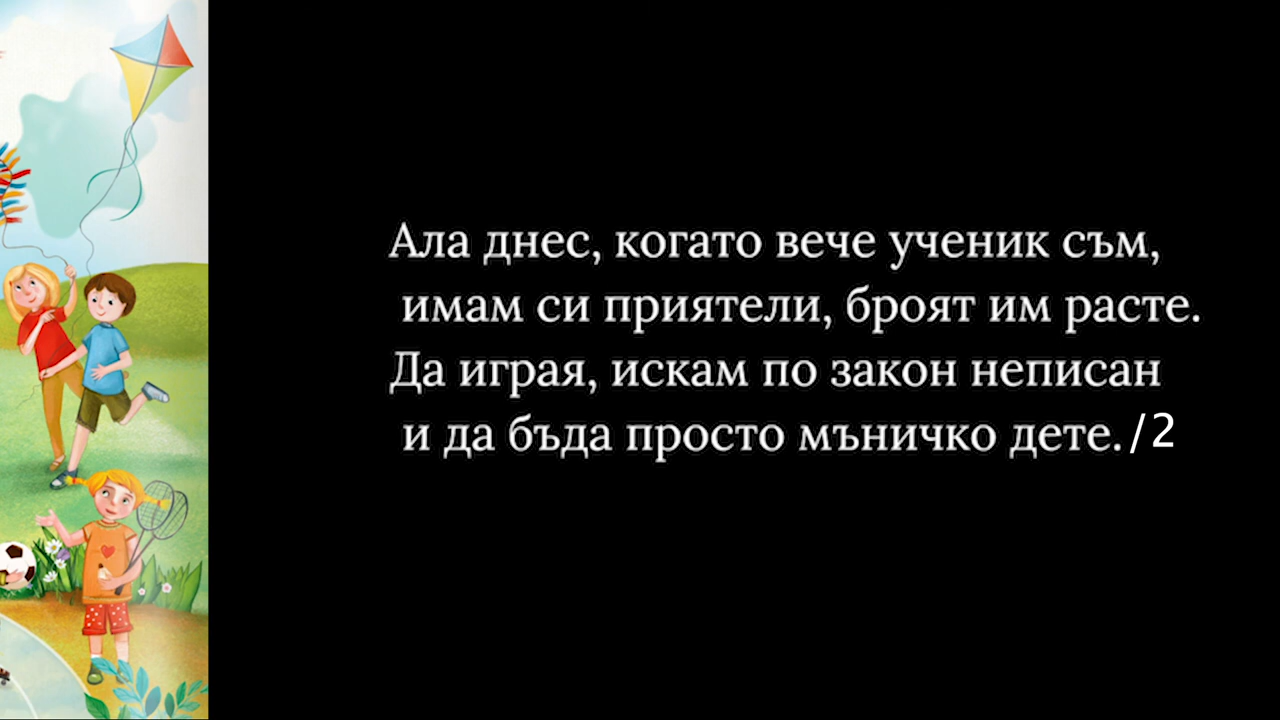 Ала днес, когато вече ученик съм,
имам си приятели, броят им расте.
Да играя, искам по закон неписан
и да бъда просто мъничко дете./2